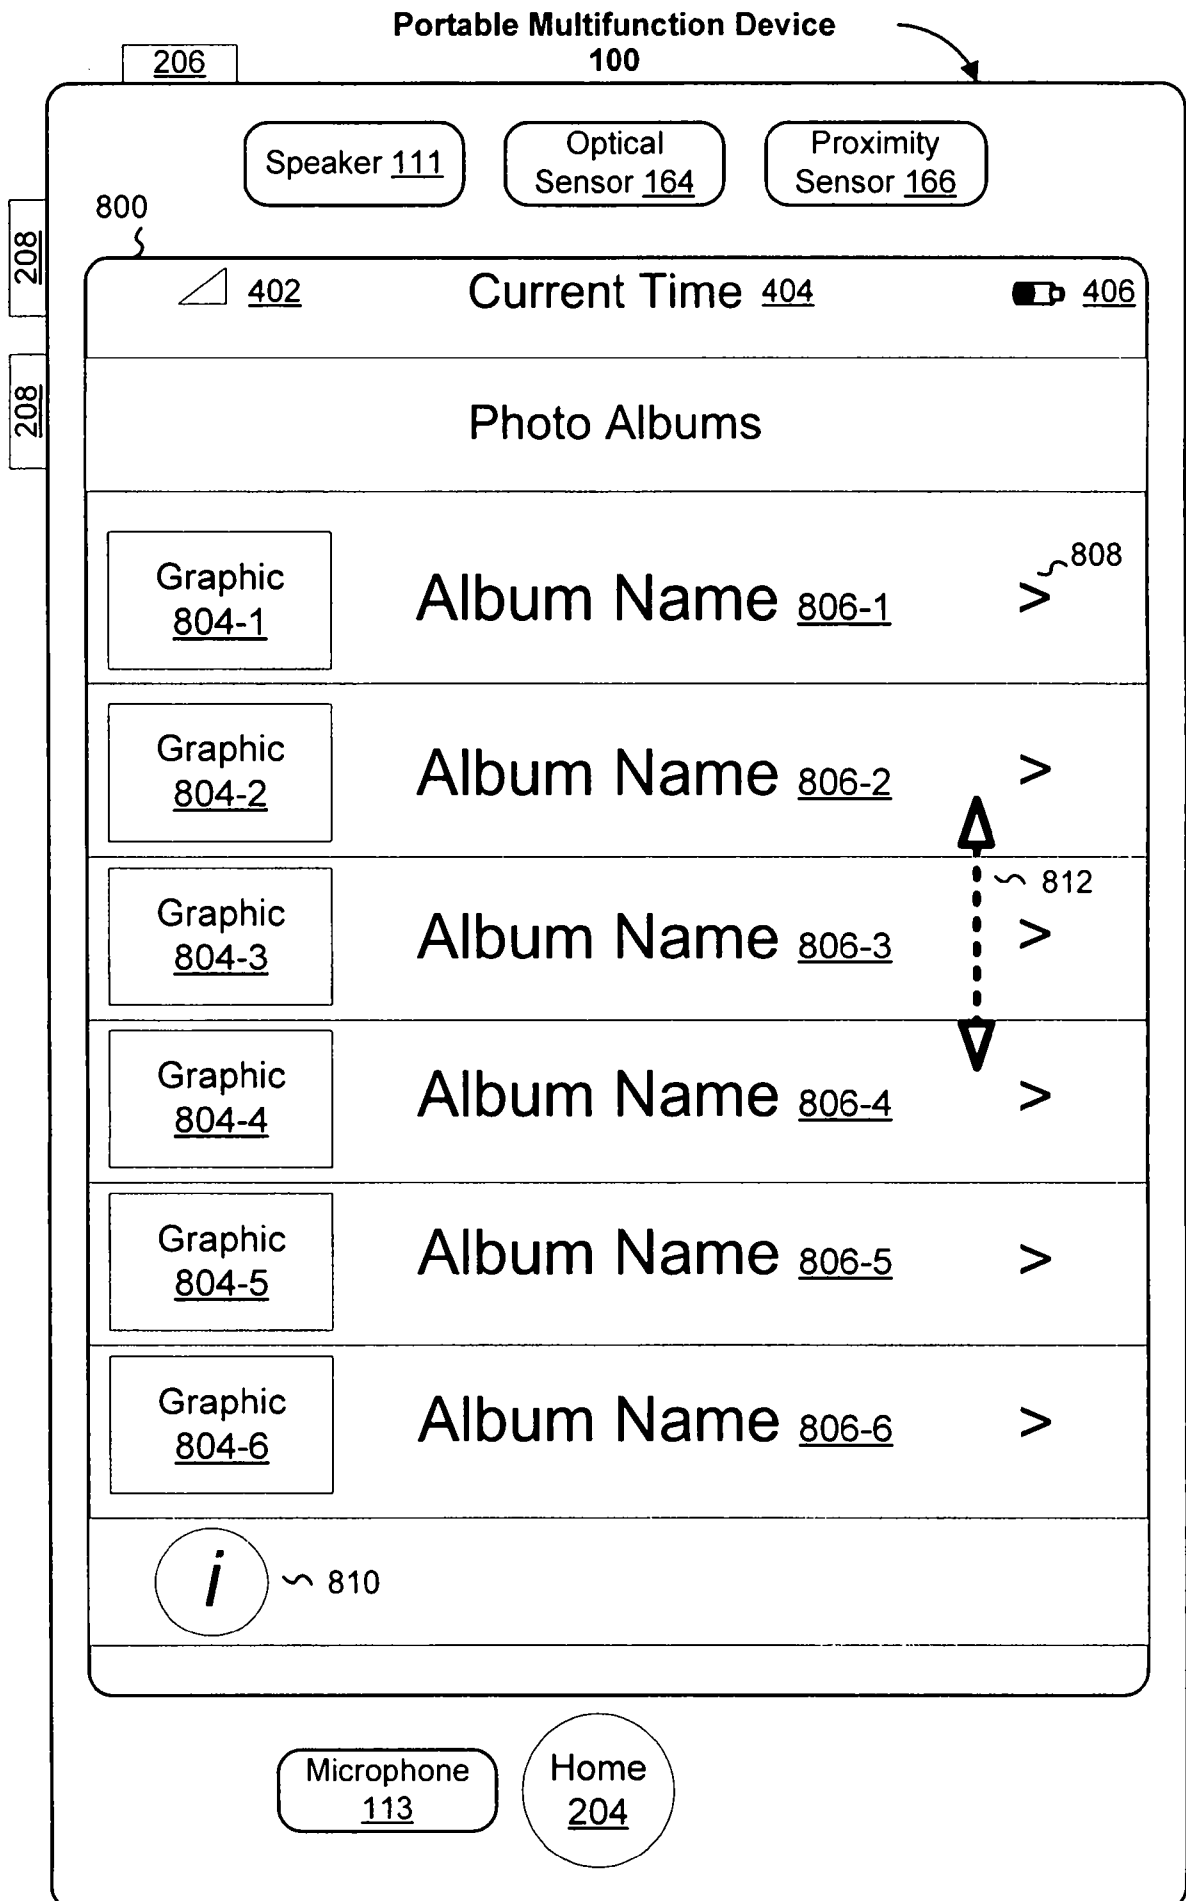 Portable Multifunction Device
100
206
Speaker 111
Optical
Sensor 164
Proximity
Sensor 166
800
208
208
402
Current Time 404
406
Photo Albums
Graphic
804-1
Album Name 806-1
>
808
Graphic
804-2
Album Name 806-2
>
812
Graphic
804-3
Album Name 806-3
>
Graphic
804-4
Album Name 806-4
>
Graphic
804-5
Album Name 806-5
>
Graphic
804-6
Album Name 806-6
>
i
810
Microphone
113
Home
204